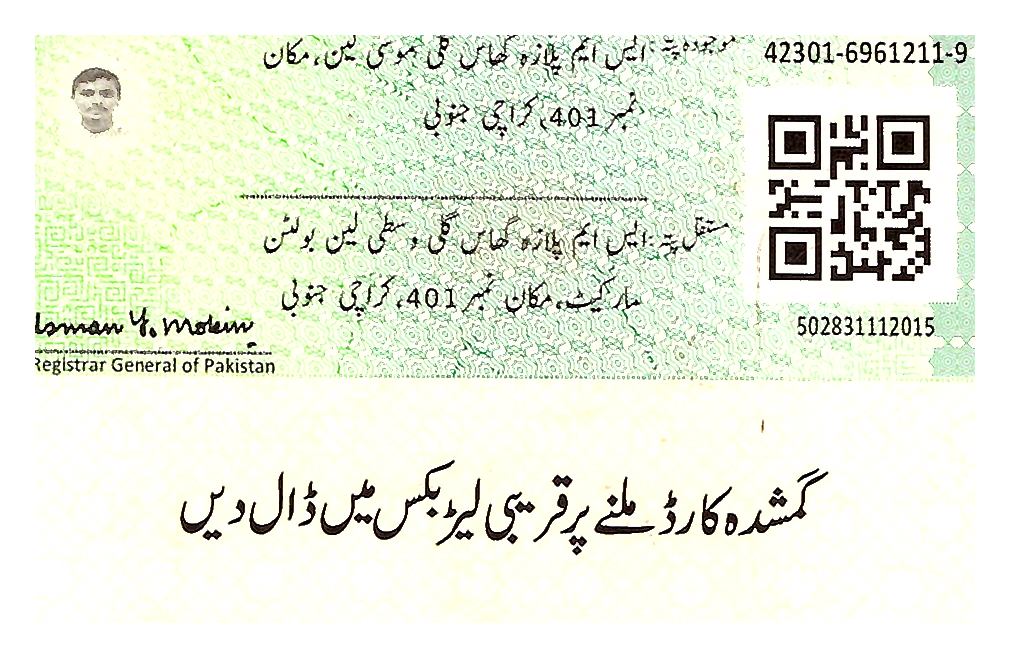 42301-6961211-9
موجودہ پتہ: ایس ایم پلازہ گھاس گلی موسی لین، مکان
نمبر 401، کراچی جنوبی
مستقل پتہ: ایس ایم پلازہ گھاس گلی وسطی لین بولٹن
مارکیٹ، مکان نمبر 401، کراچی جنوبی
502831112015
Usman Y. Mobin
Registrar General of Pakistan
گمشدہ کارڈ ملنے پر قریبی لیٹر بکس میں ڈال دیں